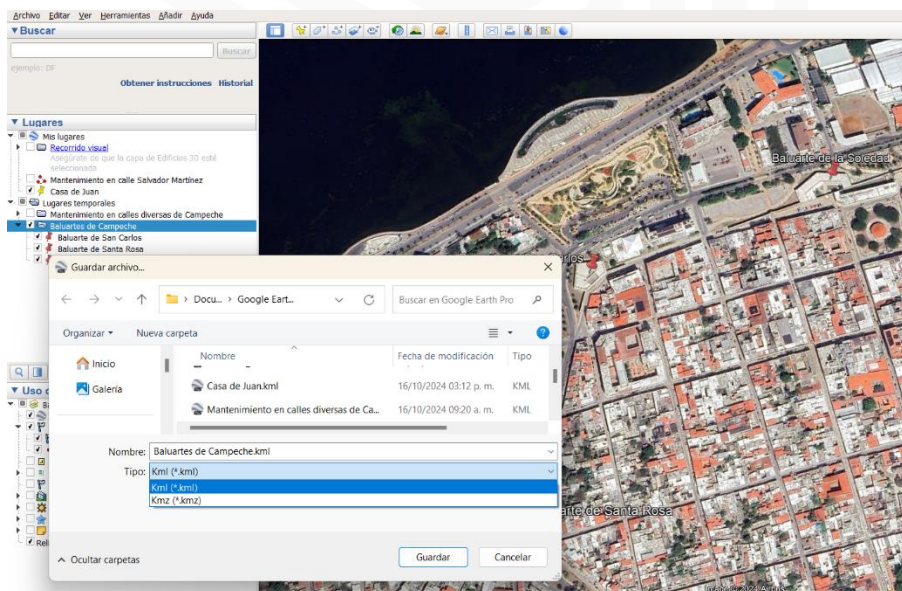 Archivo Editar Ver Herramientas Añadir Ayuda
Buscar
Buscar
ejemplo: DF
Obtener instrucciones Historial
Lugares
Mis lugares
Recorrido visual
Asegúrate de que la capa de Edificios 3D esté
seleccionada
Mantenimiento en calle Salvador Martínez
Casa de Juan
Lugares temporales
Mantenimiento en calles diversas de Campeche
Baluartes de Campeche
Baluarte de San Carlos
Baluarte de Santa Rosa
Baluarte de la Soledad
Guardar archivo...
Docu... > Google Eart...
Buscar en Google Earth Pro
Organizar
Nueva carpeta
Inicio
Galería
Nombre Fecha de modificación Tipo
Casa de Juan.kml 16/10/2024 03:12 p. m. KML
Mantenimiento en calles diversas de Ca... 16/10/2024 09:20 a. m. KML
Nombre: Baluartes de Campeche.kml
Tipo: Kml (*.kml)
Kml (*.kml)
Kmz (*.kmz)
Ocultar carpetas
Guardar
Cancelar
Uso d
Rel
rlos
arte de Santa Rosa